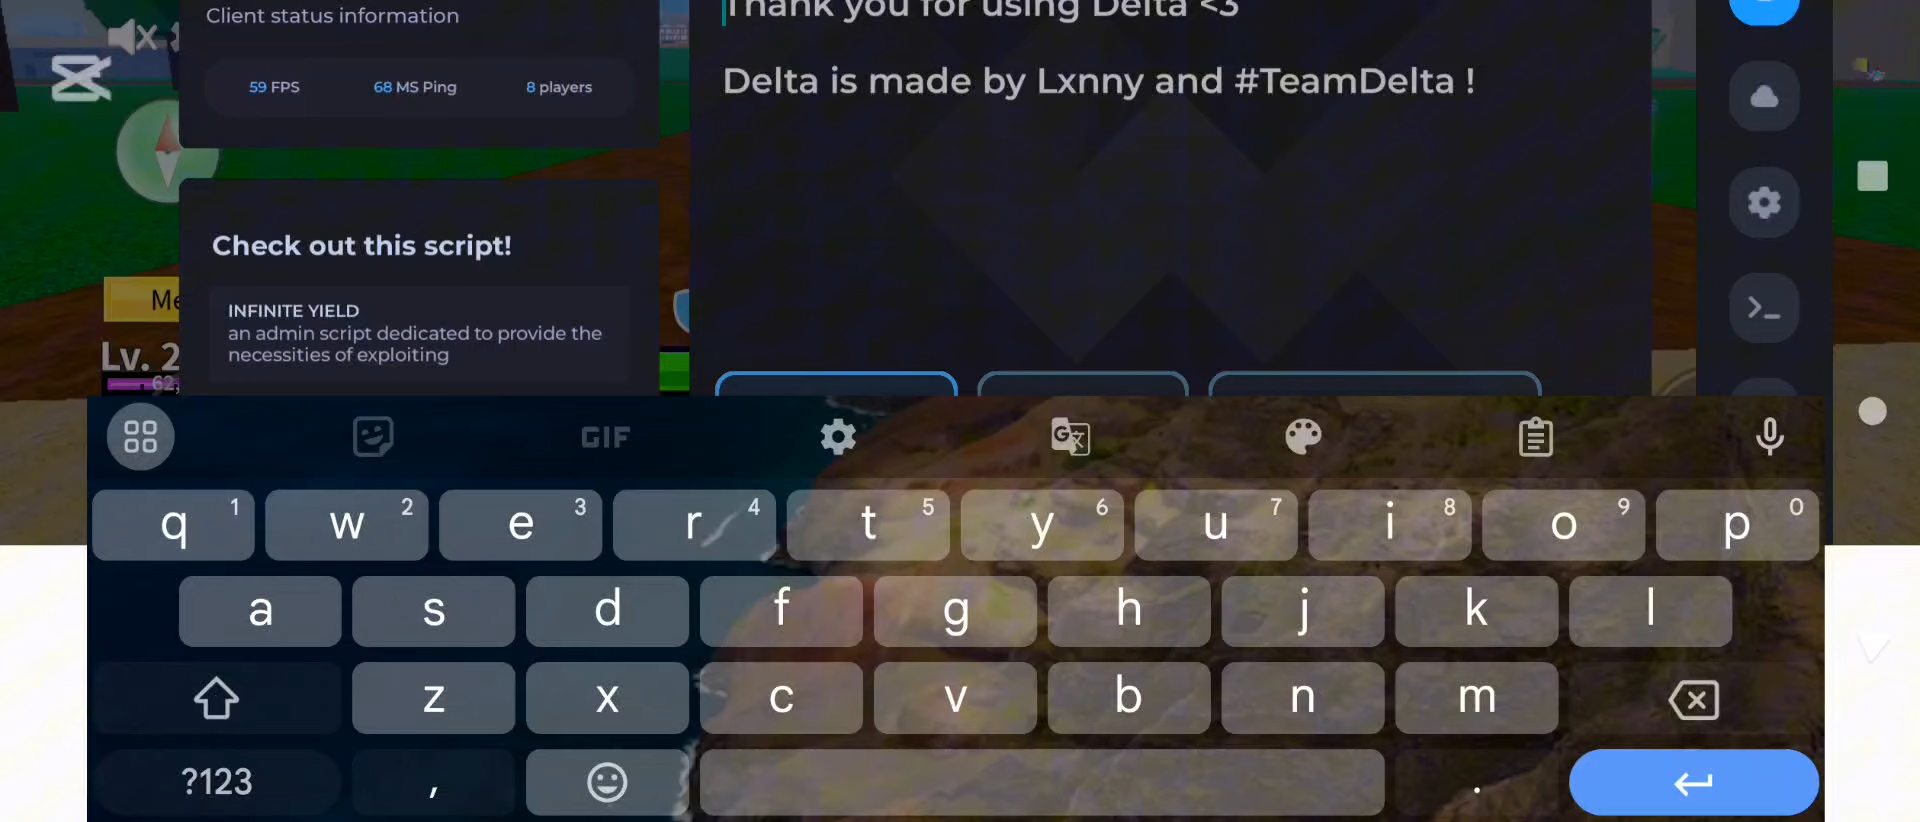 Client status information
59 FPS 68 MS Ping 8 players
Thank you for using Delta <3
Delta is made by Lxnny and #TeamDelta !
Check out this script!
INFINITE YIELD
an admin script dedicated to provide the
necessities of exploiting
Me
Lv. 2
62,
GIF
q 1 w 2 e 3 r 4 t 5 y 6 u 7 i 8 o 9 p 0
a s d f g h j k l
z x c v b n m
?123 , .